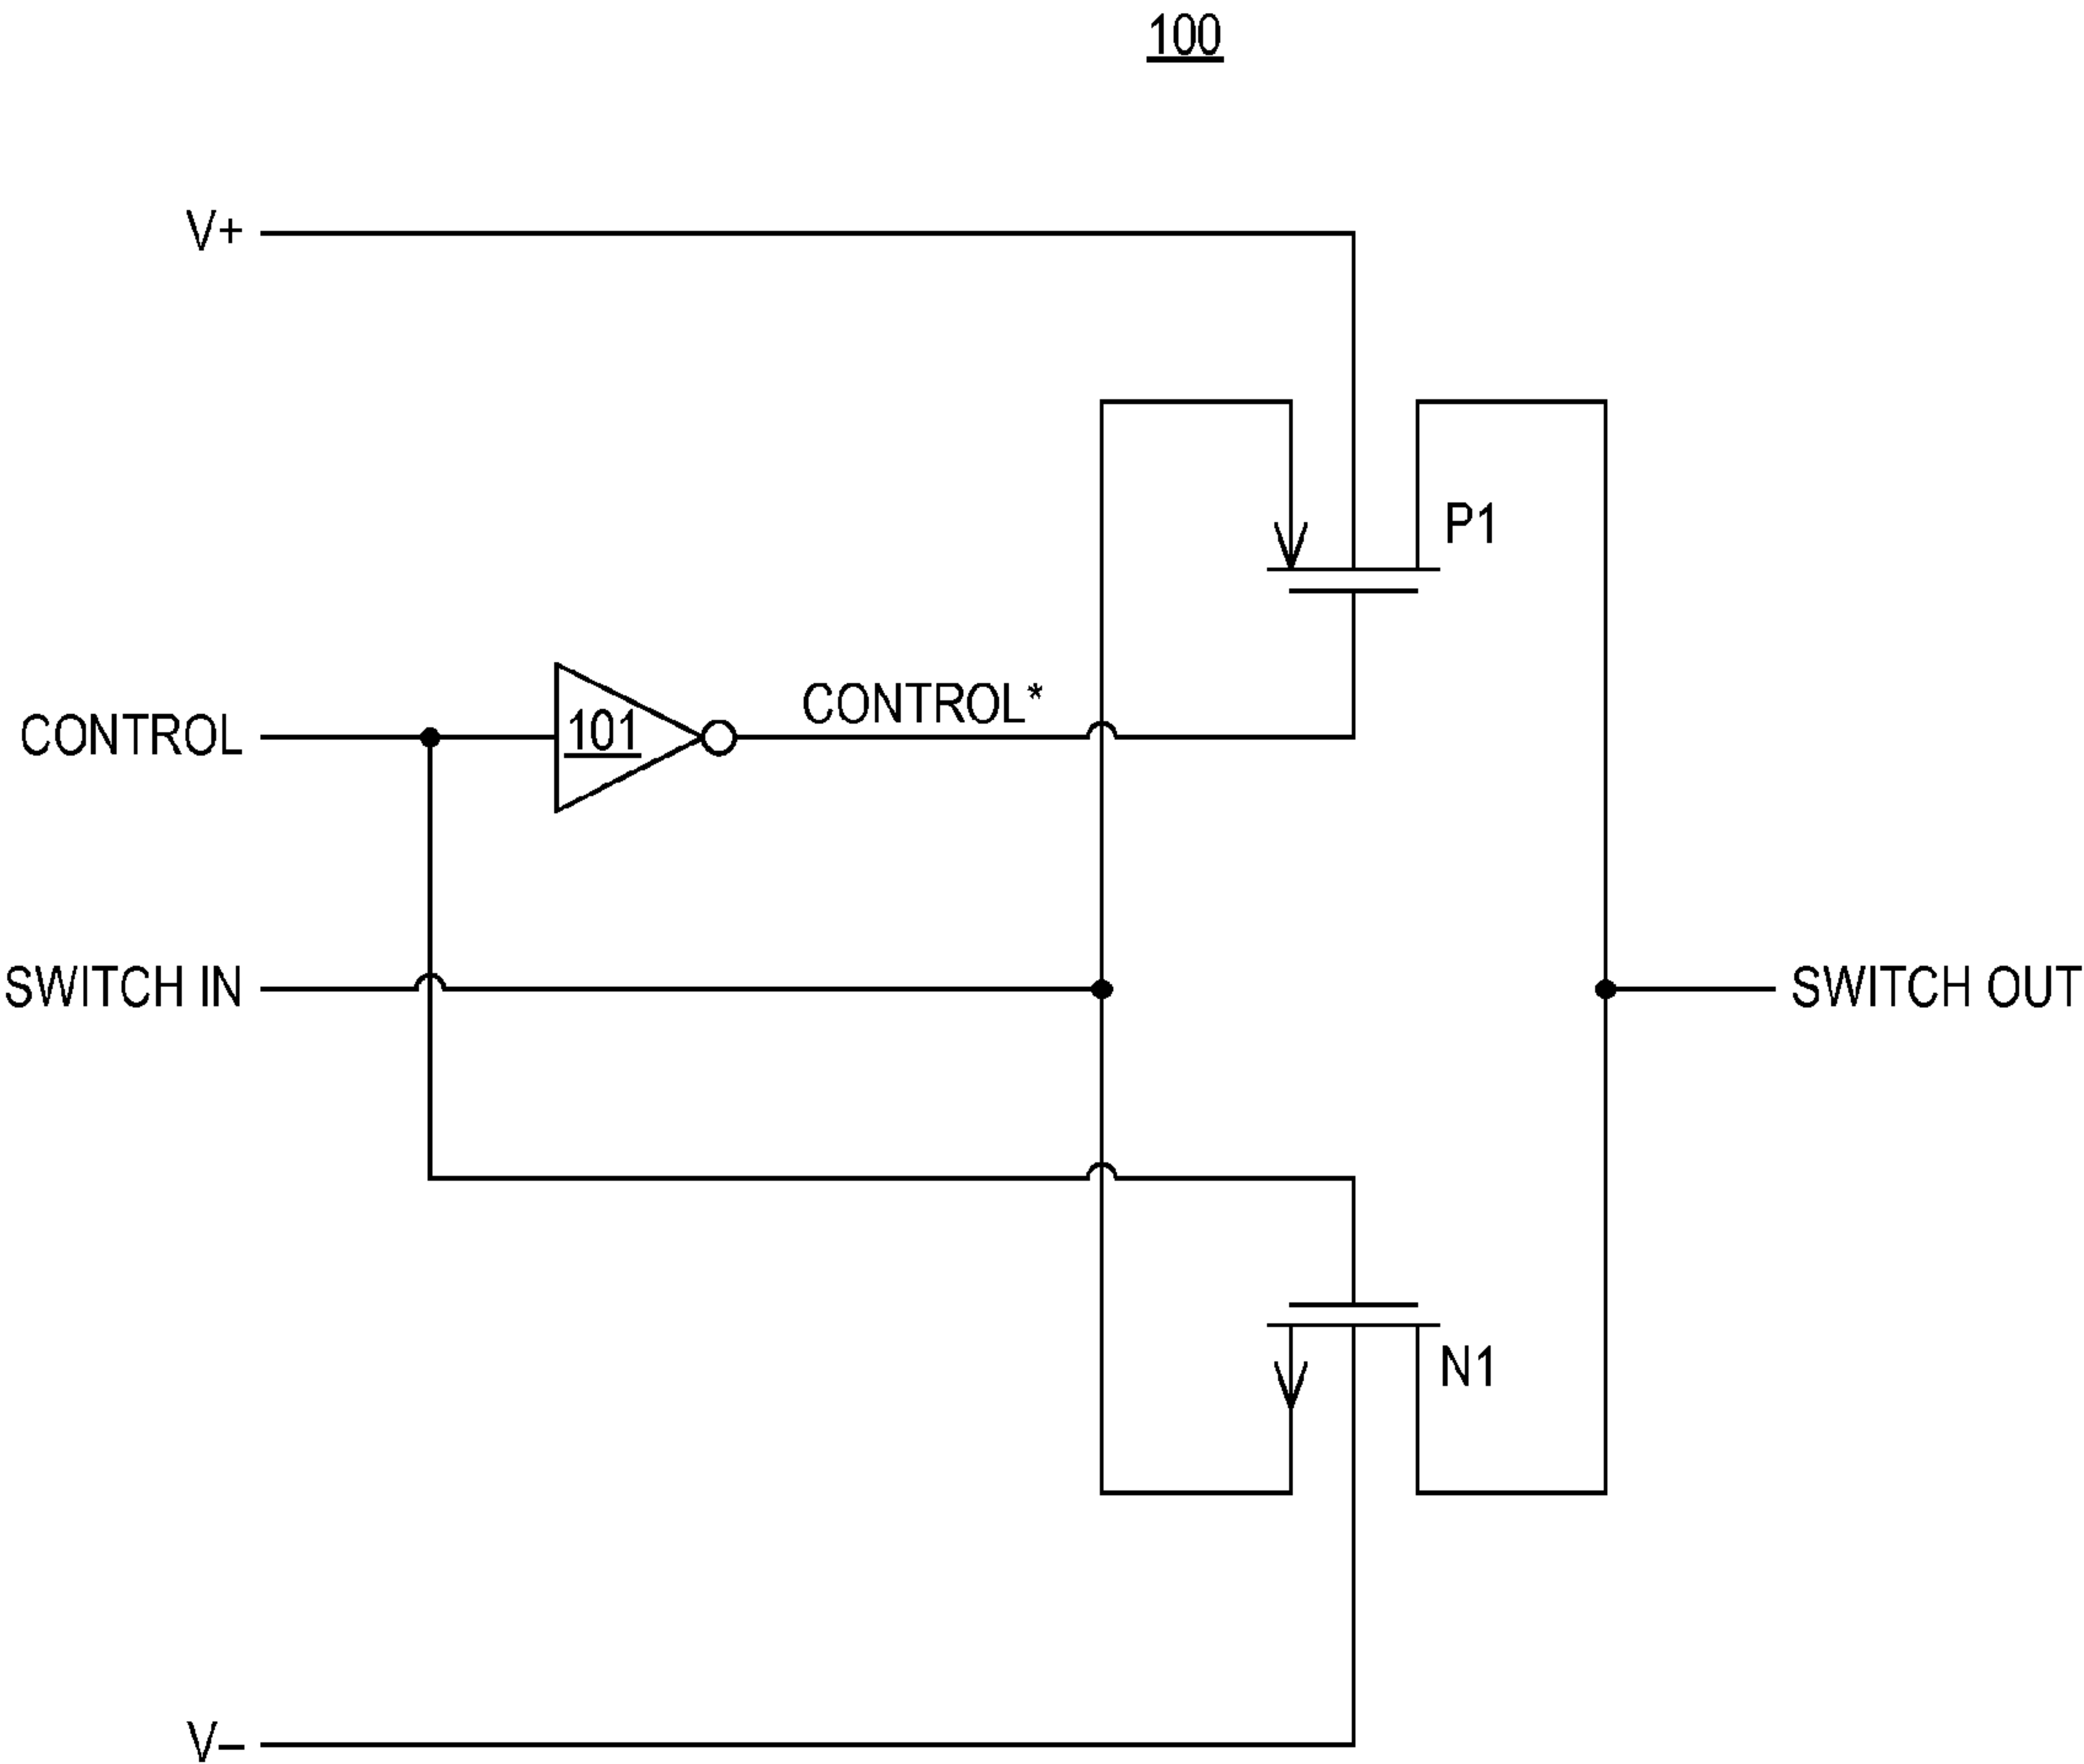 100
V+
P1
CONTROL
101
CONTROL*
SWITCH IN
SWITCH OUT
N1
V−